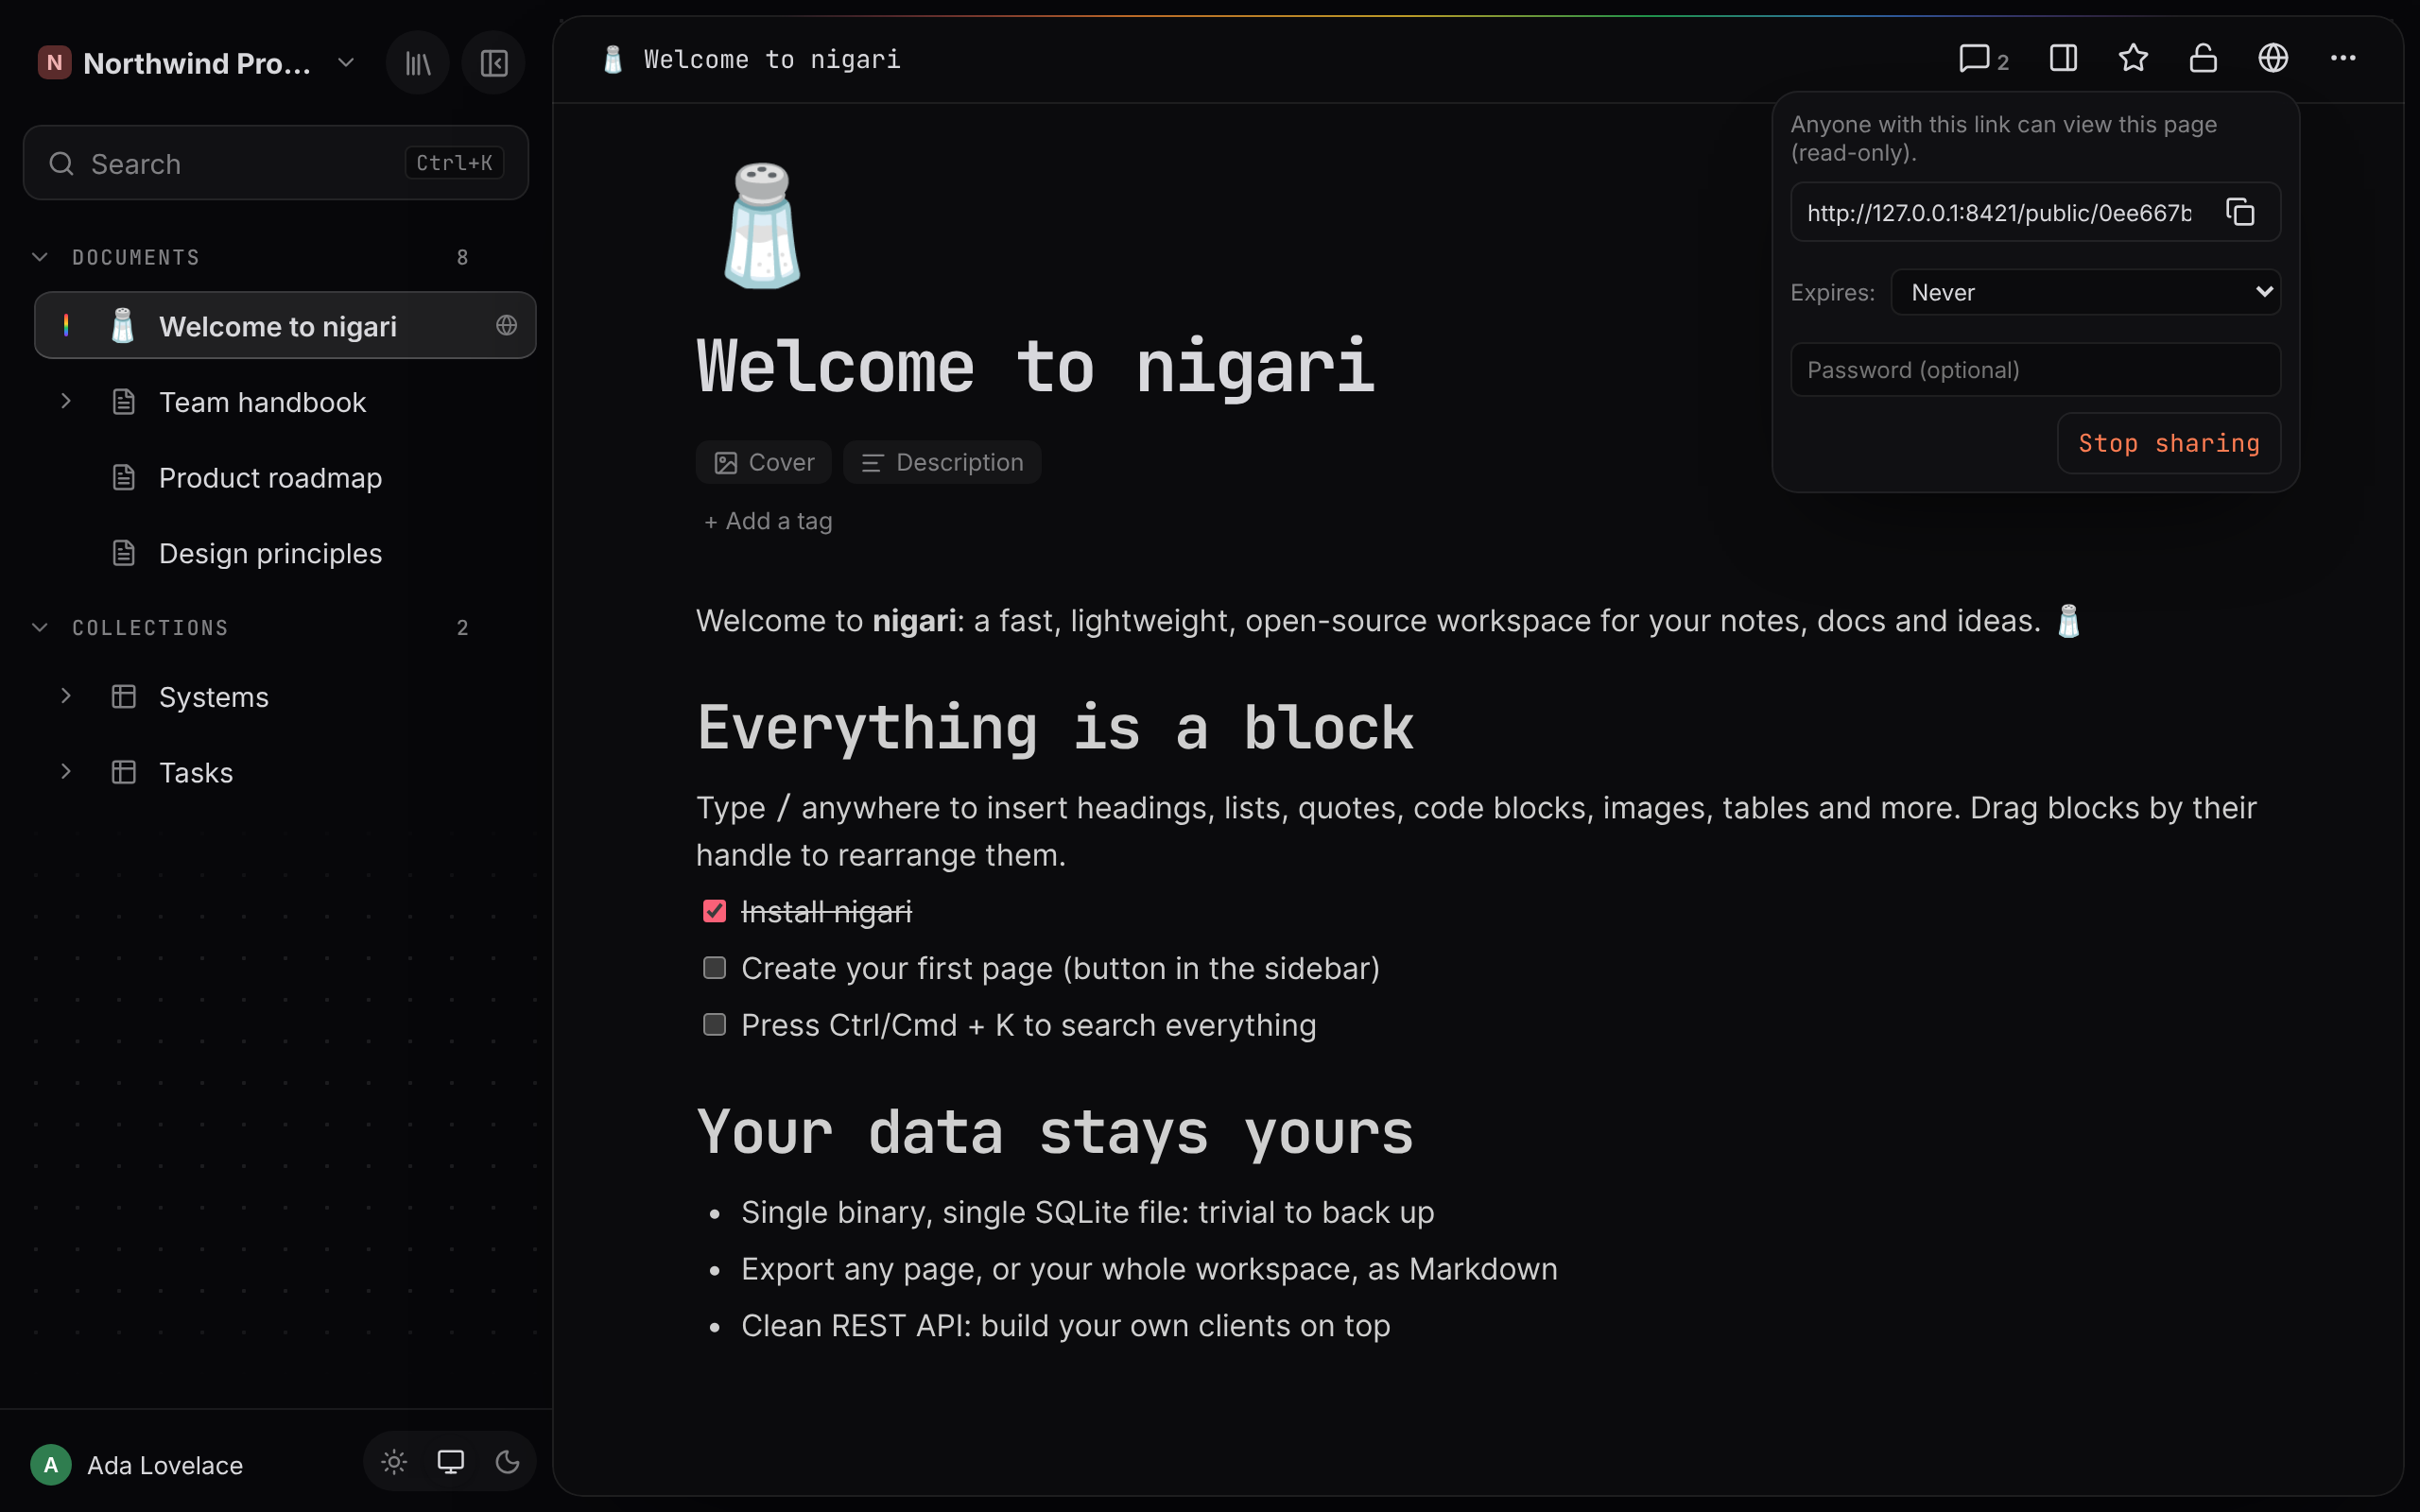 N Northwind Pro...
Search Ctrl+K
DOCUMENTS 8
Welcome to nigari
Team handbook
Product roadmap
Design principles
COLLECTIONS 2
Systems
Tasks
A Ada Lovelace
Welcome to nigari
2
Anyone with this link can view this page
(read-only).
http://127.0.0.1:8421/public/0ee667b
Expires: Never
Password (optional)
Stop sharing
Welcome to nigari
Cover Description
+ Add a tag
Welcome to nigari: a fast, lightweight, open-source workspace for your notes, docs and ideas.
Everything is a block
Type / anywhere to insert headings, lists, quotes, code blocks, images, tables and more. Drag blocks by their
handle to rearrange them.
Install nigari
Create your first page (button in the sidebar)
Press Ctrl/Cmd + K to search everything
Your data stays yours
• Single binary, single SQLite file: trivial to back up
• Export any page, or your whole workspace, as Markdown
• Clean REST API: build your own clients on top